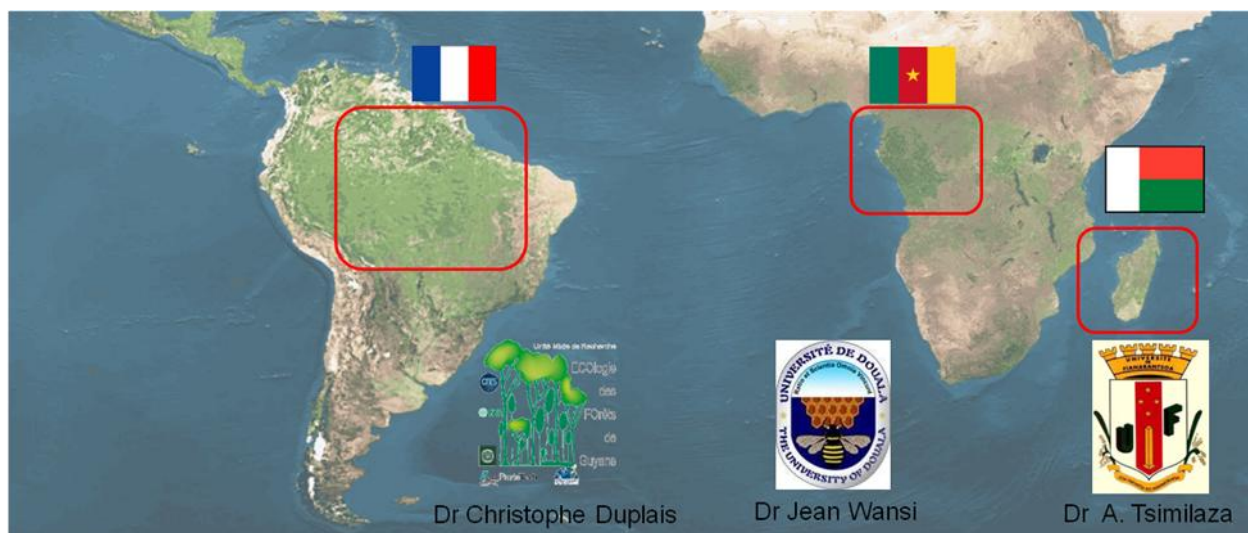 Unité Mixte de Recherche
ECOlogie
des
FOrêts
de
Guyane
Dr Christophe Duplais
UNIVERSITÉ DE DOUALA
THE UNIVERSITY OF DOUALA
Dr Jean Wansi
UNIVERSITE
FIANARANTSOA
U F
Dr A. Tsimilaza